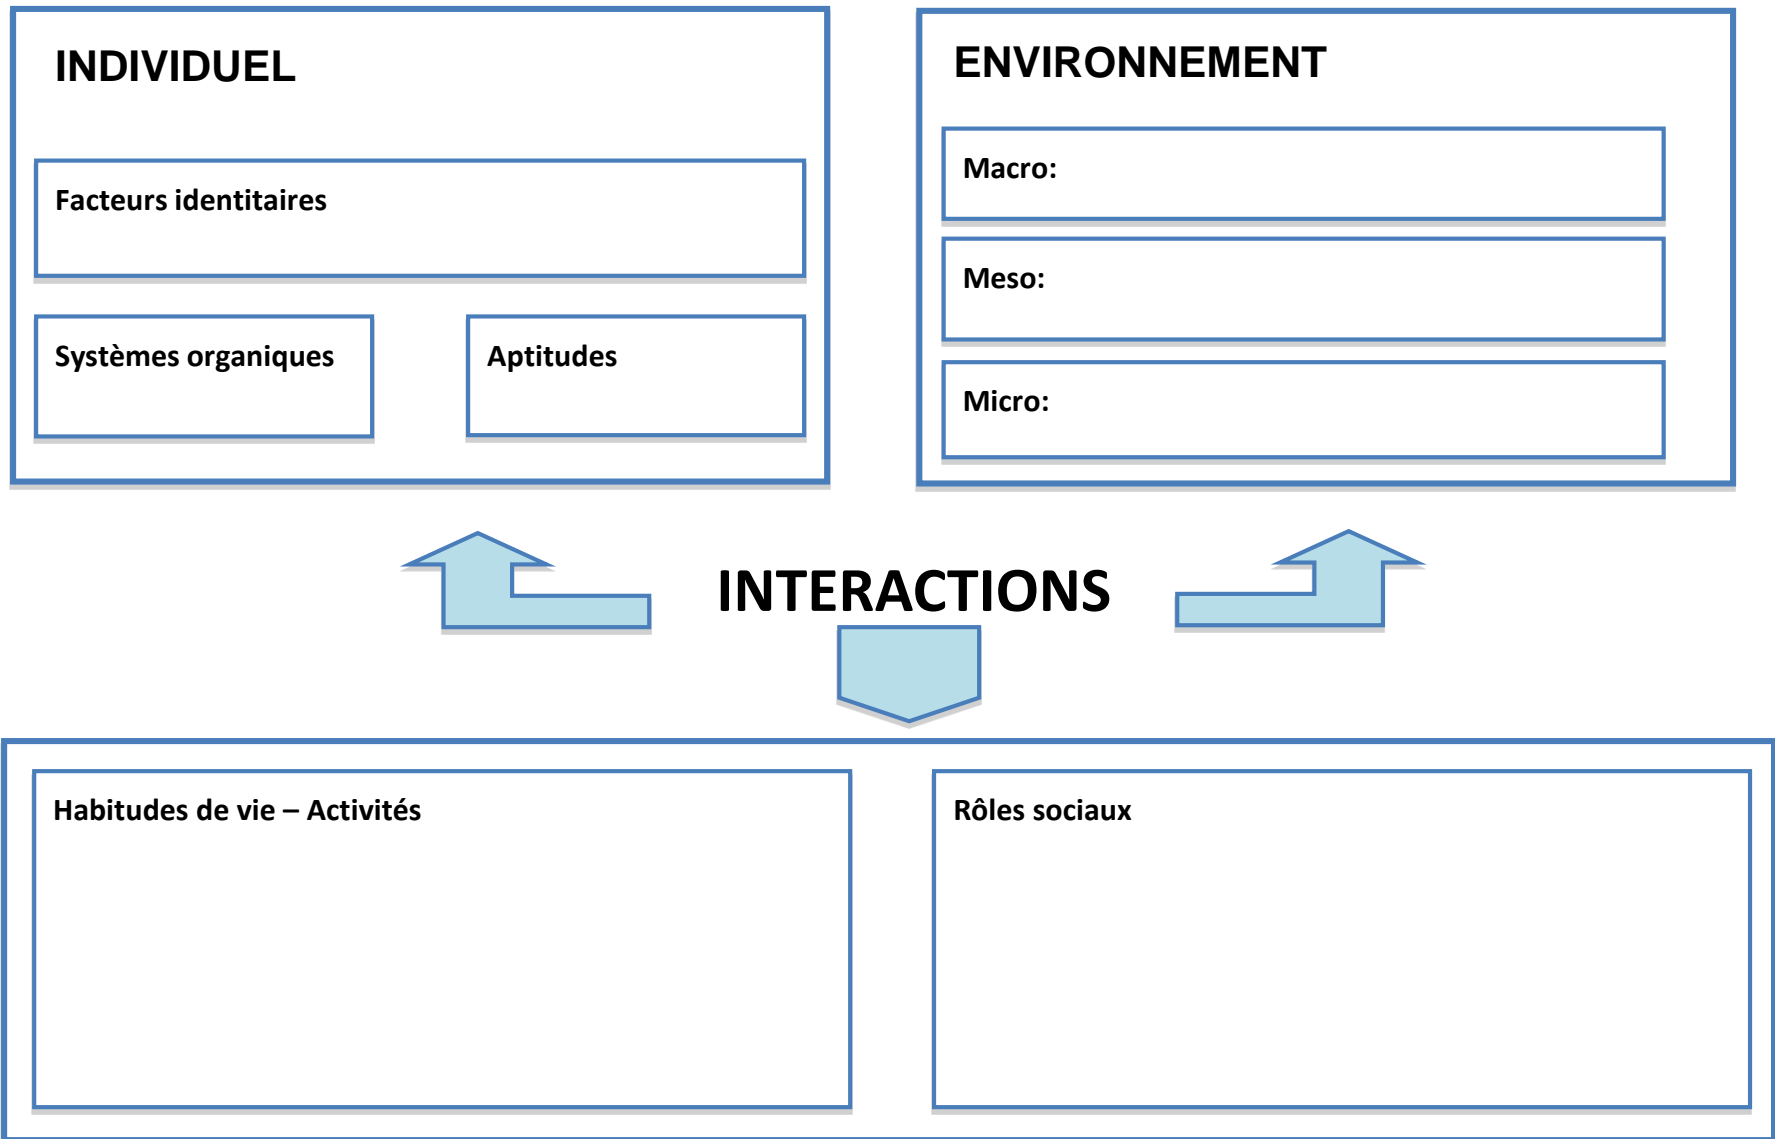 INDIVIDUEL
Facteurs identitaires
Systèmes organiques
Aptitudes
ENVIRONNEMENT
Macro:
Meso:
Micro:
INTERACTIONS
Habitudes de vie – Activités
Rôles sociaux